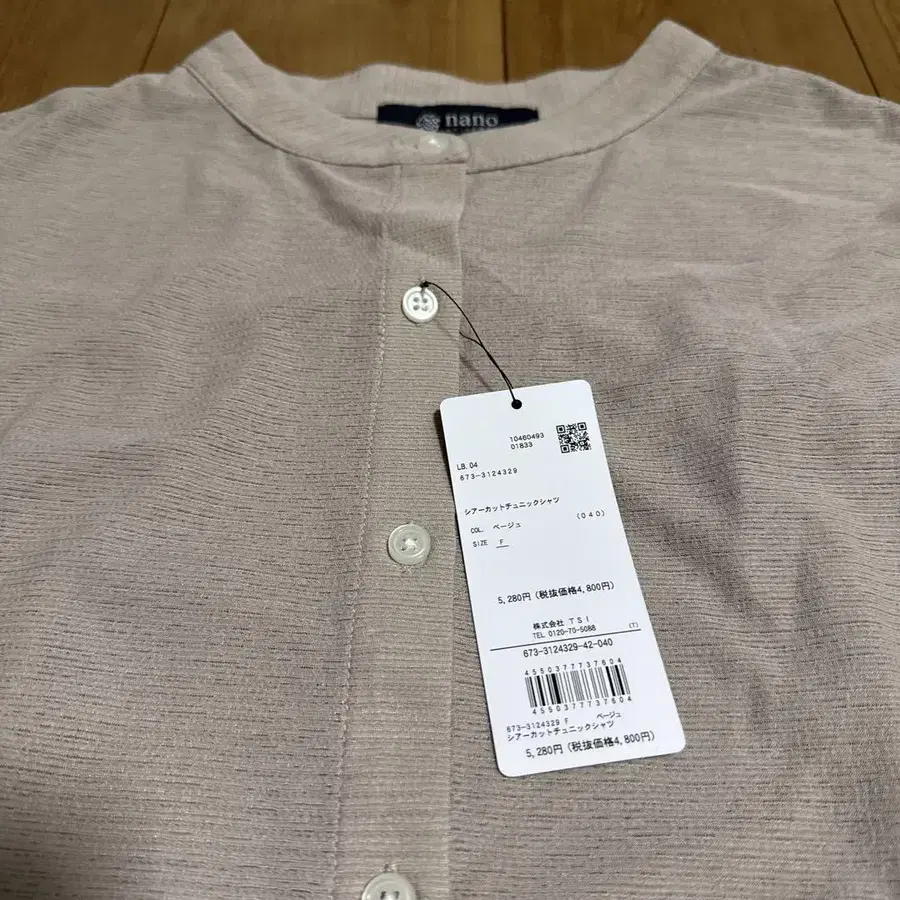 nano
10460493
01833
LB. 04
673-3124329
シアーカットチュニックシャツ
COL. ベージュ (040)
SIZE F
5,280円(税抜価格4,800円)
株式会社 TSI
TEL 0120-70-5088 (T)
673-3124329-42-040
4550377737604
4550377737604
673-3124329 F ベージュ
シアーカットチュニックシャツ
5,280円(税抜価格4,800円)